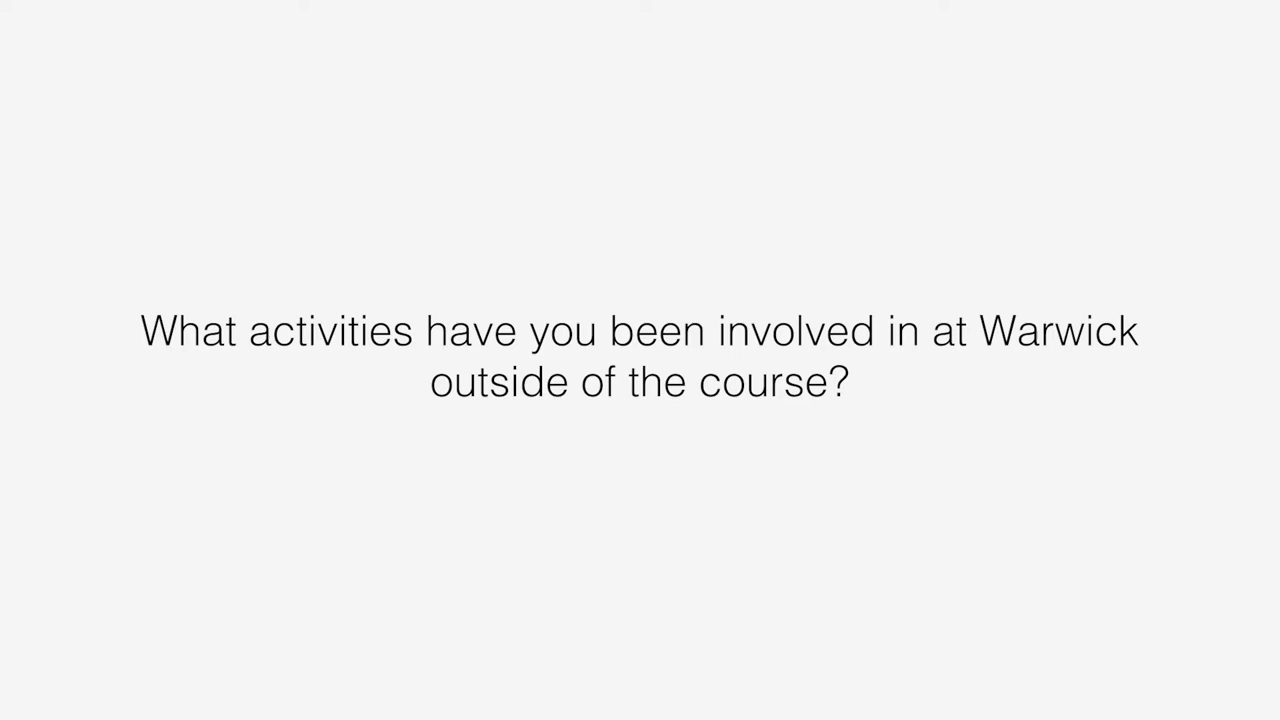 What activities have you been involved in at Warwick
outside of the course?